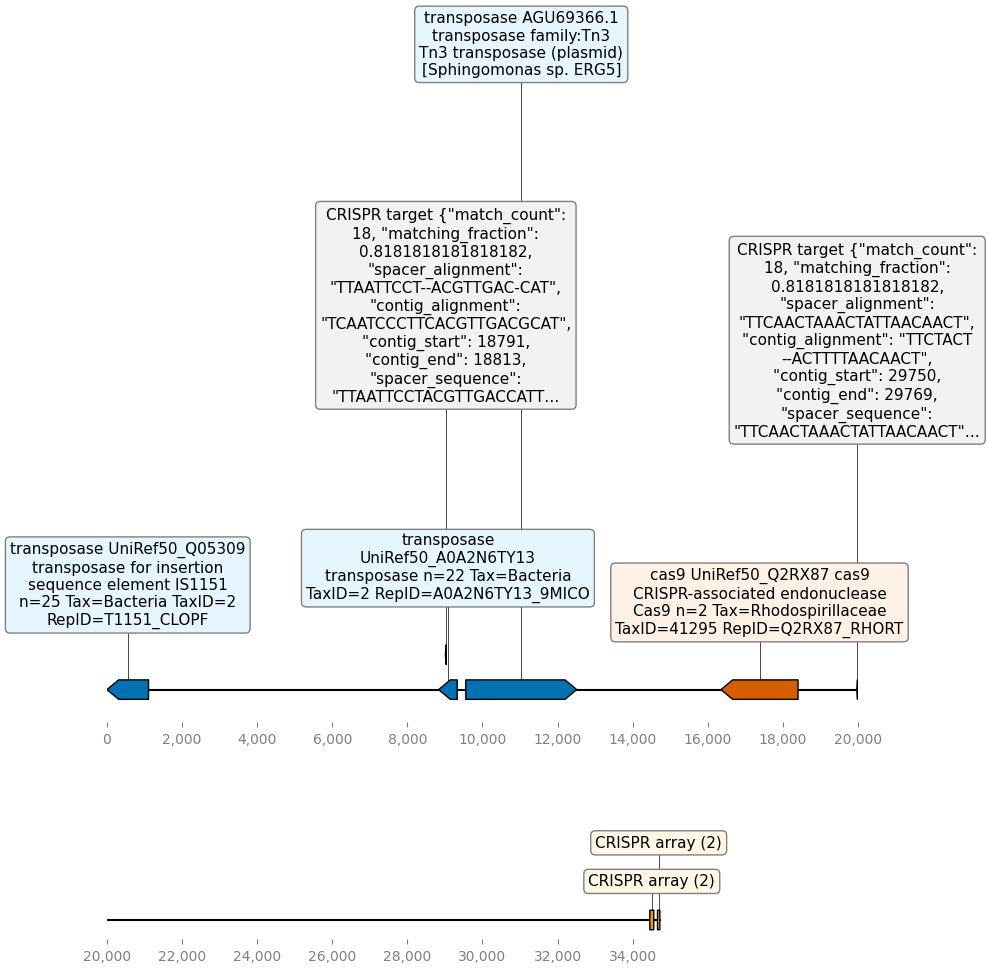 transposase AGU69366.1
transposase family:Tn3
Tn3 transposase (plasmid)
[Sphingomonas sp. ERG5]
CRISPR target {"match_count":
18, "matching_fraction":
0.8181818181818182,
"spacer_alignment":
"TTAATTCCT--ACGTTGAC-CAT",
"contig_alignment":
"TCAATCCCTTCACGTTGACGCAT",
"contig_start": 18791,
"contig_end": 18813,
"spacer_sequence":
"TTAATTCCTACGTTGACCATT...
CRISPR target {"match_count":
18, "matching_fraction":
0.8181818181818182,
"spacer_alignment":
"TTCAACTAAACTATTAACAACT",
"contig_alignment": "TTCTACT
--ACTTTTAACAACT",
"contig_start": 29750,
"contig_end": 29769,
"spacer_sequence":
"TTCAACTAAACTATTAACAACT"...
transposase UniRef50_Q05309
transposase for insertion
sequence element IS1151
n=25 Tax=Bacteria TaxID=2
RepID=T1151_CLOPF
transposase
UniRef50_A0A2N6TY13
transposase n=22 Tax=Bacteria
TaxID=2 RepID=A0A2N6TY13_9MICO
cas9 UniRef50_Q2RX87 cas9
CRISPR-associated endonuclease
Cas9 n=2 Tax=Rhodospirillaceae
TaxID=41295 RepID=Q2RX87_RHORT
0 2,000 4,000 6,000 8,000 10,000 12,000 14,000 16,000 18,000 20,000
CRISPR array (2)
CRISPR array (2)
20,000 22,000 24,000 26,000 28,000 30,000 32,000 34,000